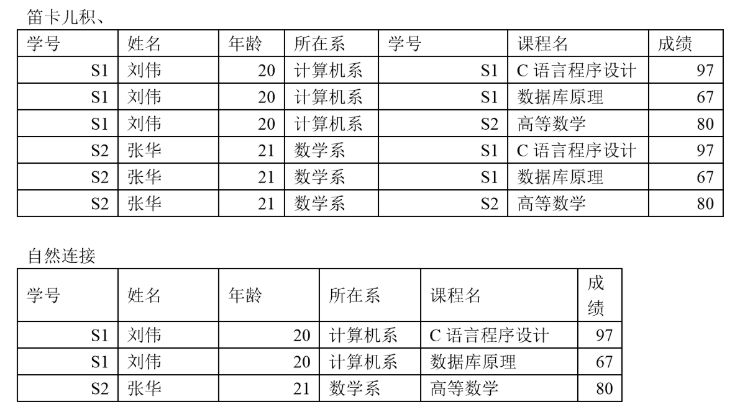 笛卡儿积、
学号 姓名 年龄 所在系 学号 课程名 成绩
S1 刘伟 20 计算机系 S1 C 语言程序设计 97
S1 刘伟 20 计算机系 S1 数据库原理 67
S1 刘伟 20 计算机系 S2 高等数学 80
S2 张华 21 数学系 S1 C 语言程序设计 97
S2 张华 21 数学系 S1 数据库原理 67
S2 张华 21 数学系 S2 高等数学 80
自然连接
学号 姓名 年龄 所在系 课程名 成绩
S1 刘伟 20 计算机系 C 语言程序设计 97
S1 刘伟 20 计算机系 数据库原理 67
S2 张华 21 数学系 高等数学 80